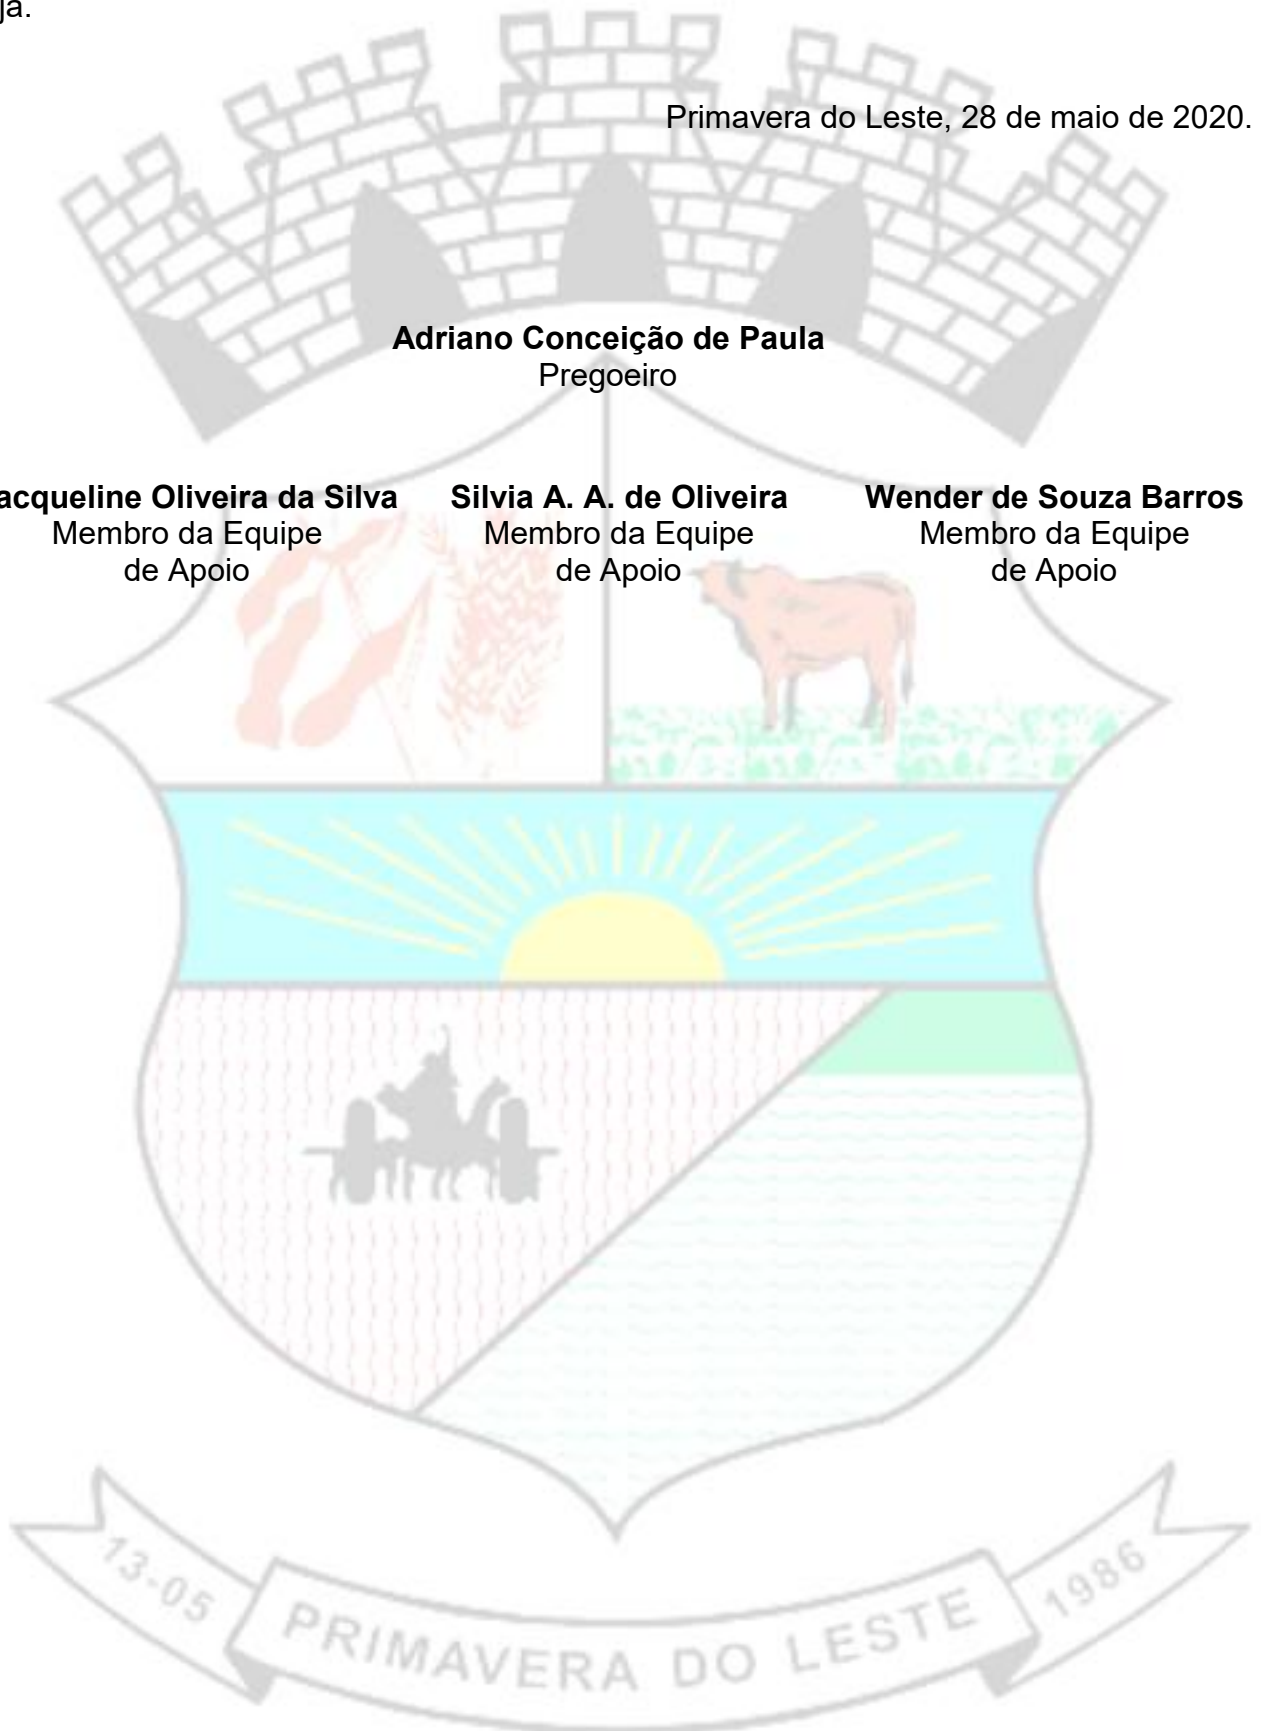 ja.
Primavera do Leste, 28 de maio de 2020.
Adriano Conceição de Paula
Pregoeiro
acqueline Oliveira da Silva Silvia A. A. de Oliveira Wender de Souza Barros
Membro da Equipe Membro da Equipe Membro da Equipe
de Apoio de Apoio de Apoio
13-05 PRIMAVERA DO LESTE 1986